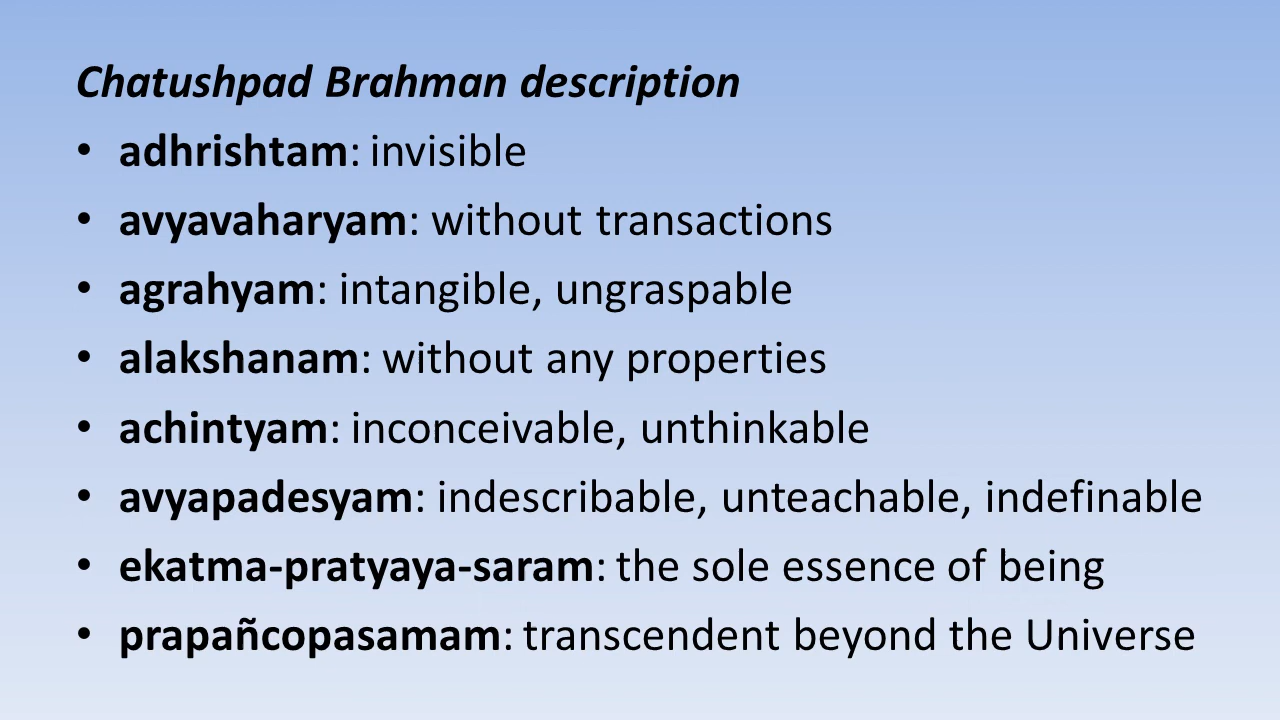 Chatushpad Brahman description
• adhrishtam: invisible
• avyavaharyam: without transactions
• agrahyam: intangible, ungraspable
• alakshanam: without any properties
• achintyam: inconceivable, unthinkable
• avyapadesyam: indescribable, unteachable, indefinable
• ekatma-pratyaya-saram: the sole essence of being
• prapañcopasamam: transcendent beyond the Universe